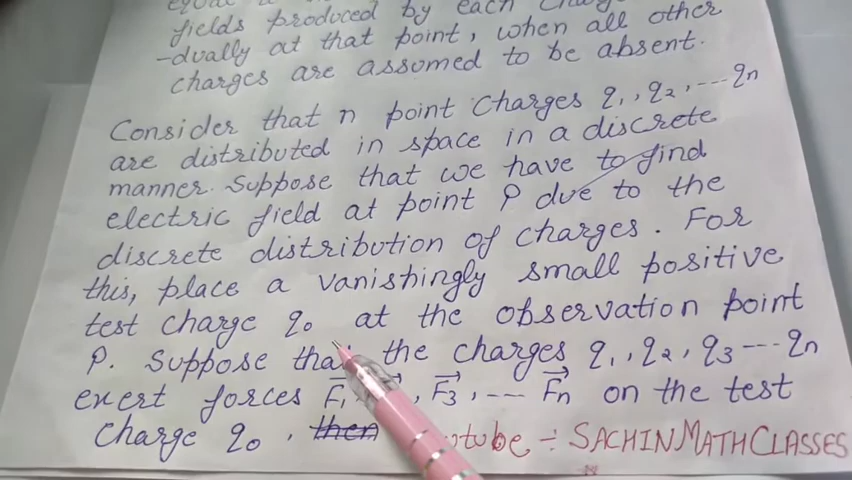 fields produced by each
-dually at that point, when all other
charges are assumed to be absent.
Consider that n point charges q₁, q₂, ---- qn
are distributed in space in a discrete
manner. Suppose that we have to find
electric field at point P due to the
discrete distribution of charges. For
this, place a vanishingly small positive
test charge q₀ at the observation point
P. Suppose that the charges q₁, q₂, q₃ --- qn
exert forces F⃗₁, F⃗₃, --- F⃗n on the test
charge q₀, then
SACHINMATHCLASSES